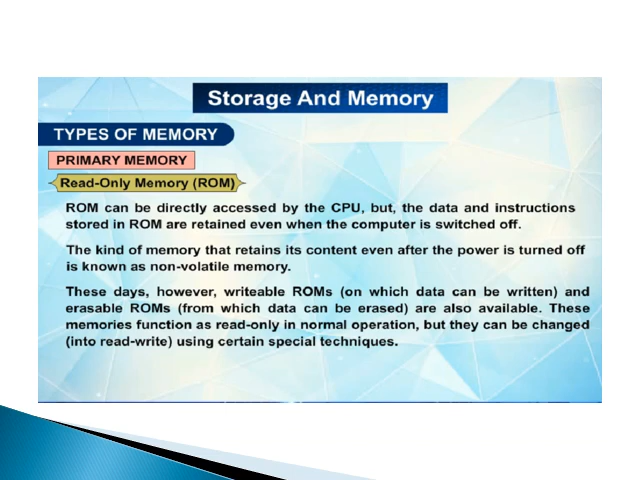 Storage And Memory
TYPES OF MEMORY
PRIMARY MEMORY
Read-Only Memory (ROM)
ROM can be directly accessed by the CPU, but, the data and instructions
stored in ROM are retained even when the computer is switched off.
The kind of memory that retains its content even after the power is turned off
is known as non-volatile memory.
These days, however, writeable ROMs (on which data can be written) and
erasable ROMs (from which data can be erased) are also available. These
memories function as read-only in normal operation, but they can be changed
(into read-write) using certain special techniques.